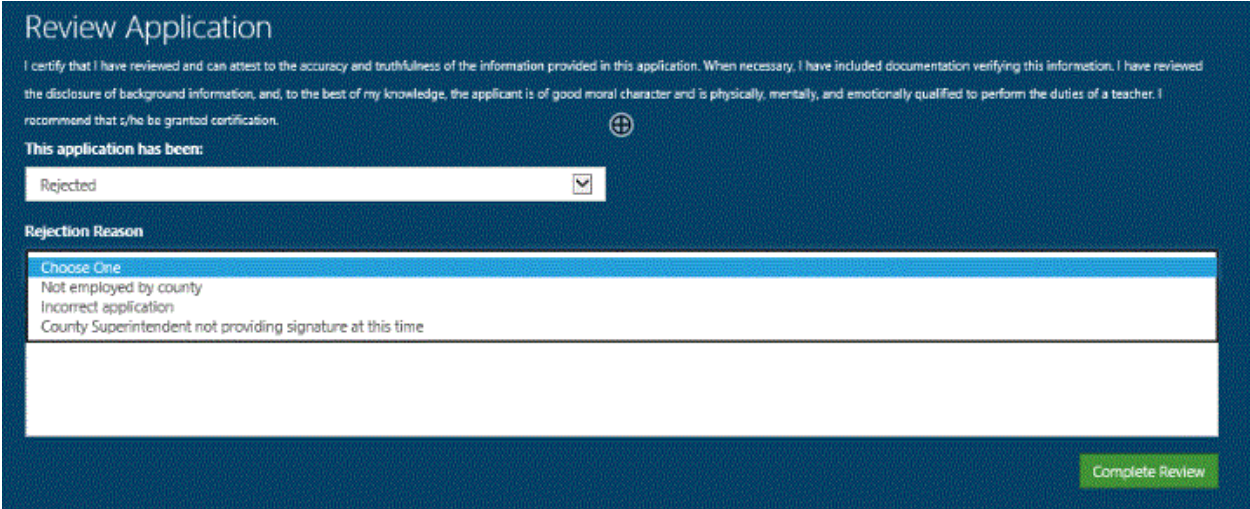 Review Application
I certify that I have reviewed and can attest to the accuracy and truthfulness of the information provided in this application. When necessary, I have included documentation verifying this information. I have reviewed
the disclosure of background information, and, to the best of my knowledge, the applicant is of good moral character and is physically, mentally, and emotionally qualified to perform the duties of a teacher. I
recommend that s/he be granted certification.
This application has been:
Rejected
Rejection Reason
Choose One
Not employed by county
Incorrect application
County Superintendent not providing signature at this time
Complete Review